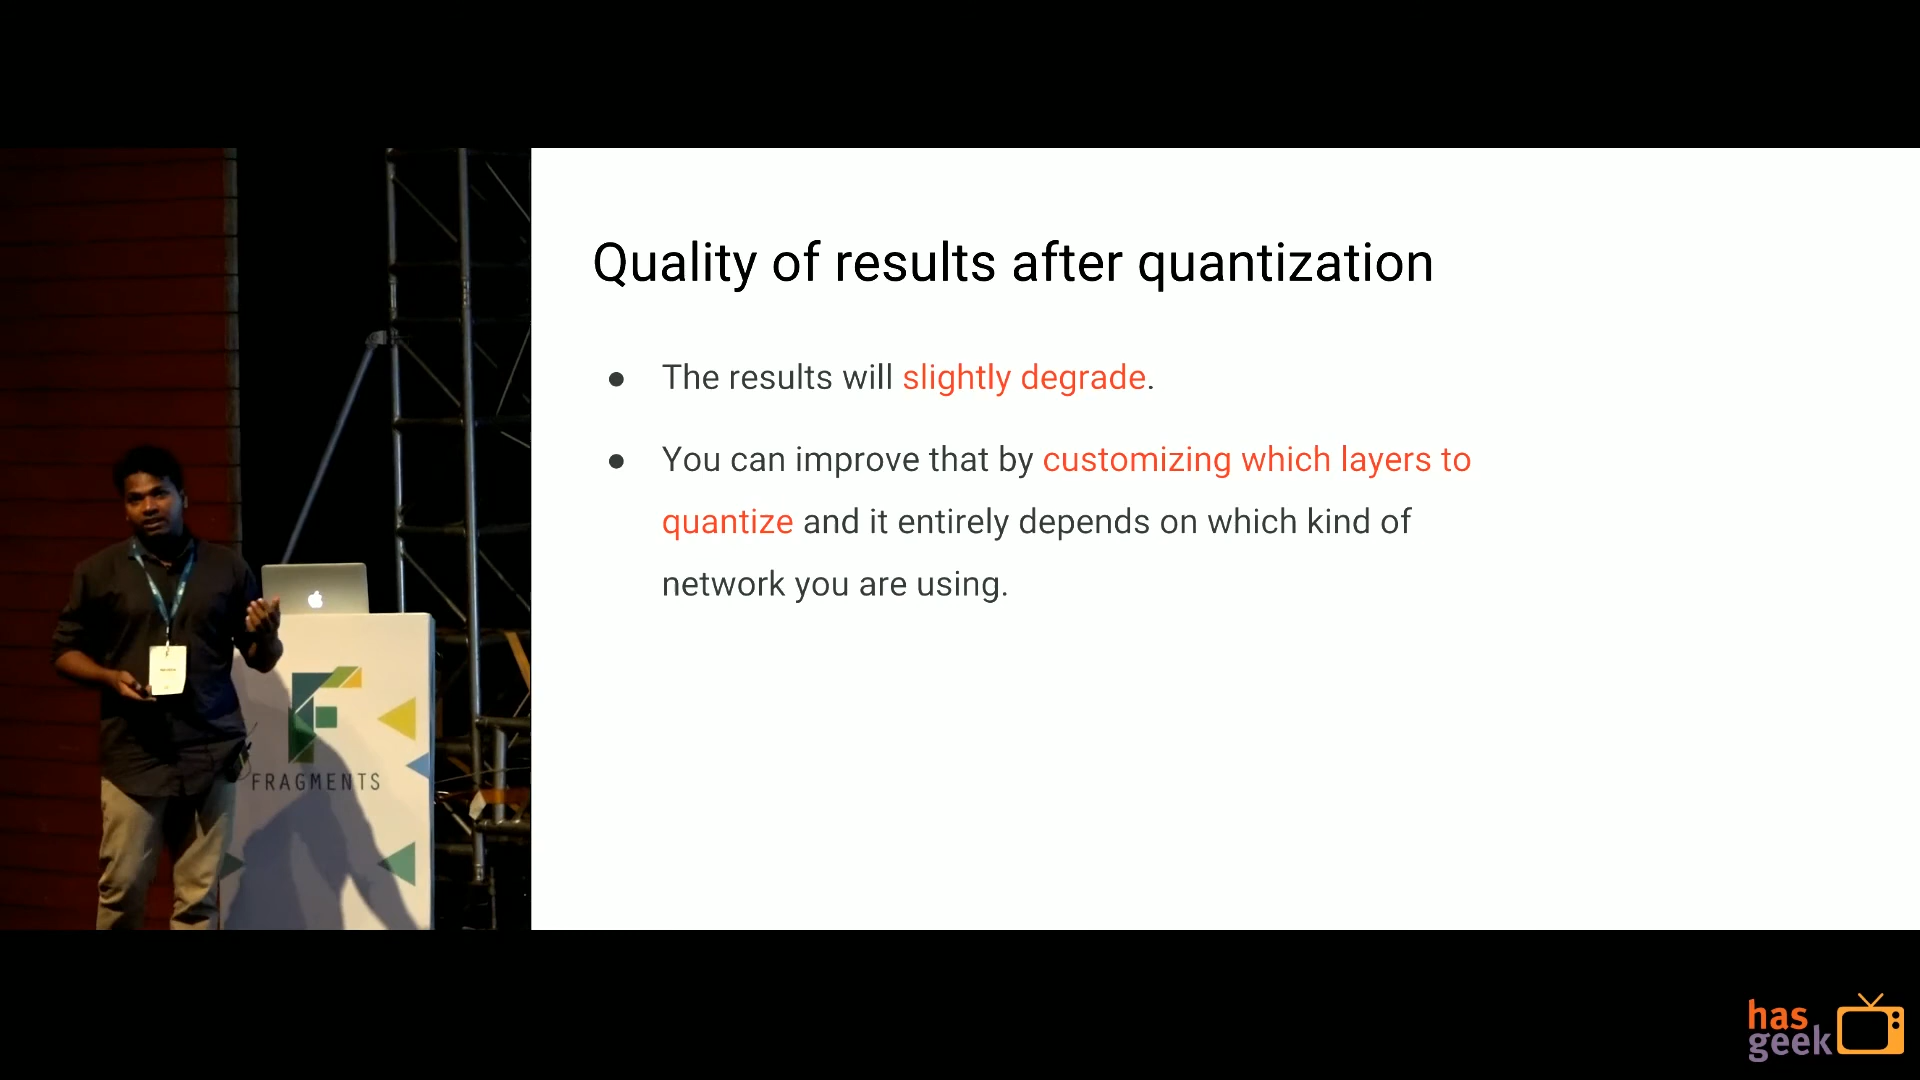 Quality of results after quantization
● The results will slightly degrade.
● You can improve that by customizing which layers to
quantize and it entirely depends on which kind of
network you are using.
FRAGMENTS
has
geek